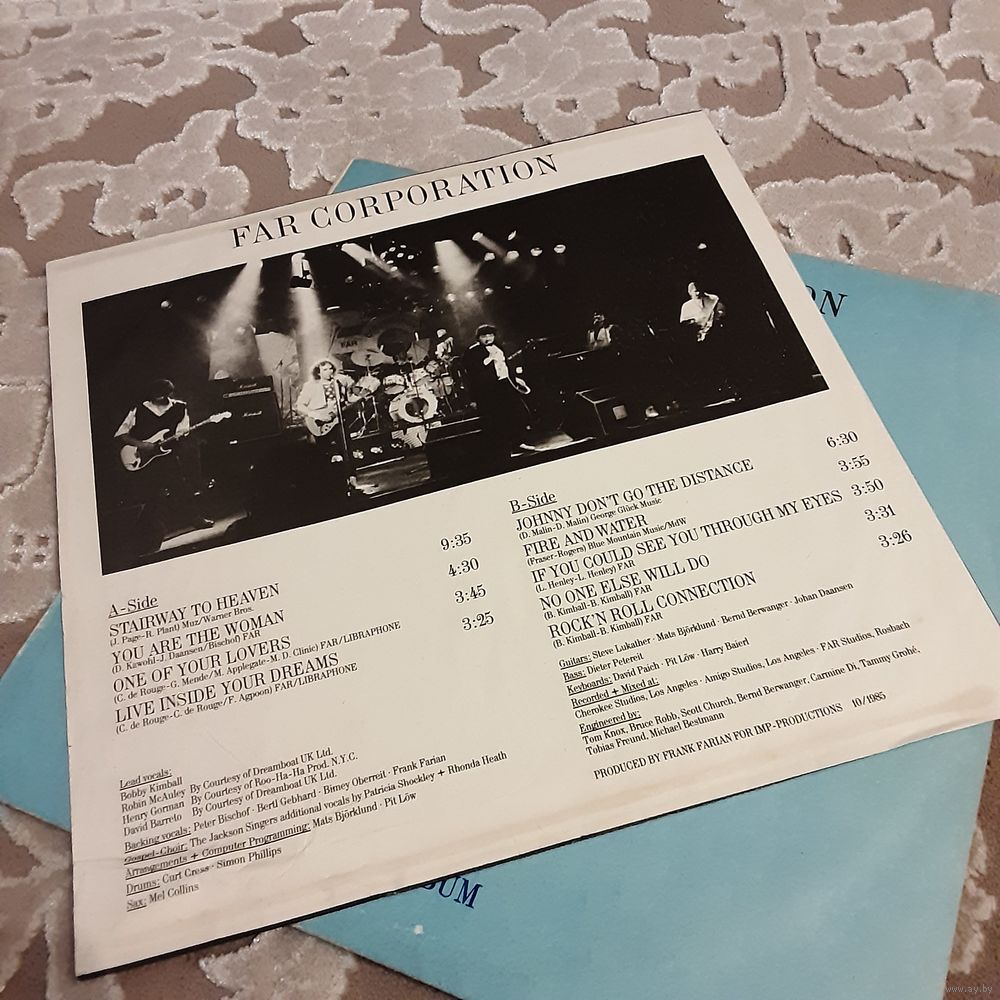 FAR CORPORATION
A-Side
STAIRWAY TO HEAVEN 9:35
(J. Page-R. Plant) Muz/Warner Bros.
YOU ARE THE WOMAN 4:30
(D. Kawohl-J. Daansen/Bischof) FAR
ONE OF YOUR LOVERS 3:45
(C. de Rouge-G. Mende/M. Applegate-M. D. Clinic) FAR/LIBRAPHONE
LIVE INSIDE YOUR DREAMS 3:25
(C. de Rouge-C. de Rouge/F. Agpoon) FAR/LIBRAPHONE
Lead vocals:
Bobby Kimball
Robin McAuley By Courtesy of Dreamboat UK Ltd.
Henry Gorman By Courtesy of Roo-Ha-Ha Prod. N.Y.C.
David Barreto By Courtesy of Dreamboat UK Ltd.
Backing vocals: Peter Bischof · Bertl Gebhard · Bimey Oberreit · Frank Farian
Gospel-Choir: The Jackson Singers additional vocals by Patricia Shockley + Rhonda Heath
Arrangements + Computer Programming: Mats Björklund · Pit Löw
Drums: Curt Cress · Simon Phillips
Sax: Mel Collins
B-Side
JOHNNY DON'T GO THE DISTANCE 6:30
(D. Malin-D. Malin) George Glück Music
FIRE AND WATER 3:55
(Fraser-Rogers) Blue Mountain Music/MdW
IF YOU COULD SEE YOU THROUGH MY EYES 3:50
(L. Henley-L. Henley) FAR
NO ONE ELSE WILL DO 3:31
(B. Kimball-B. Kimball) FAR
ROCK'N ROLL CONNECTION 3:26
(B. Kimball-B. Kimball) FAR
Guitars: Steve Lukather · Mats Björklund · Bernd Berwanger · Johan Daansen
Bass: Dieter Petereit
Keyboards: David Paich · Pit Löw · Harry Baierl
Recorded + Mixed at:
Cherokee Studios, Los Angeles · Amigo Studios, Los Angeles · FAR Studios, Rosbach
Engineered by:
Tom Knox, Bruce Robb, Scott Church, Bernd Berwanger, Carmine Di, Tammy Grohé,
Tobias Freund, Michael Bestmann
PRODUCED BY FRANK FARIAN FOR IMP-PRODUCTIONS 10/1985
ON
BUM
FAR
Marshall
www.ay.by